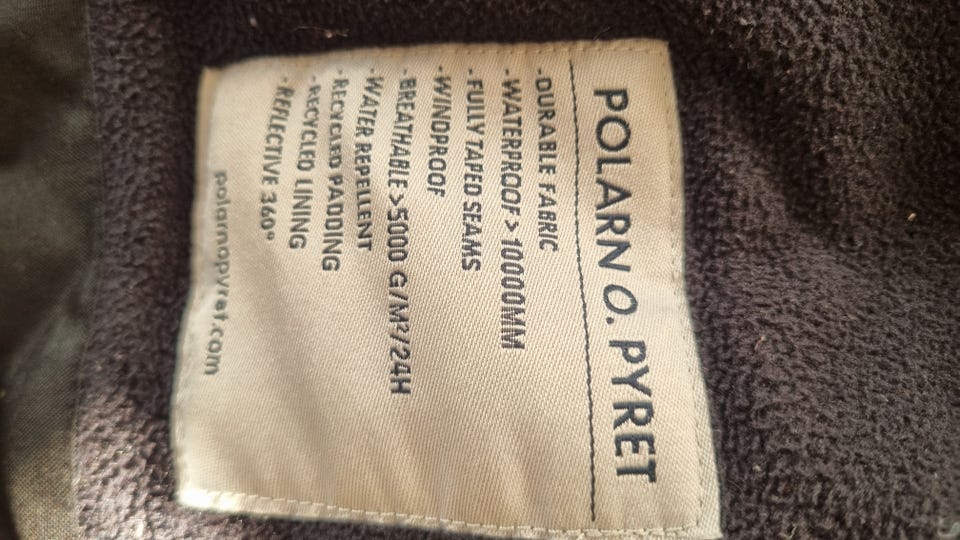 POLARN O. PYRET
-DURABLE FABRIC
-WATERPROOF > 10000MM
-FULLY TAPED SEAMS
-WINDPROOF
-BREATHABLE >5000 G/M²/24H
-WATER REPELLENT
-RECYCLED PADDING
-RECYCLED LINING
-REFLECTIVE 360°
polarnopyret.com